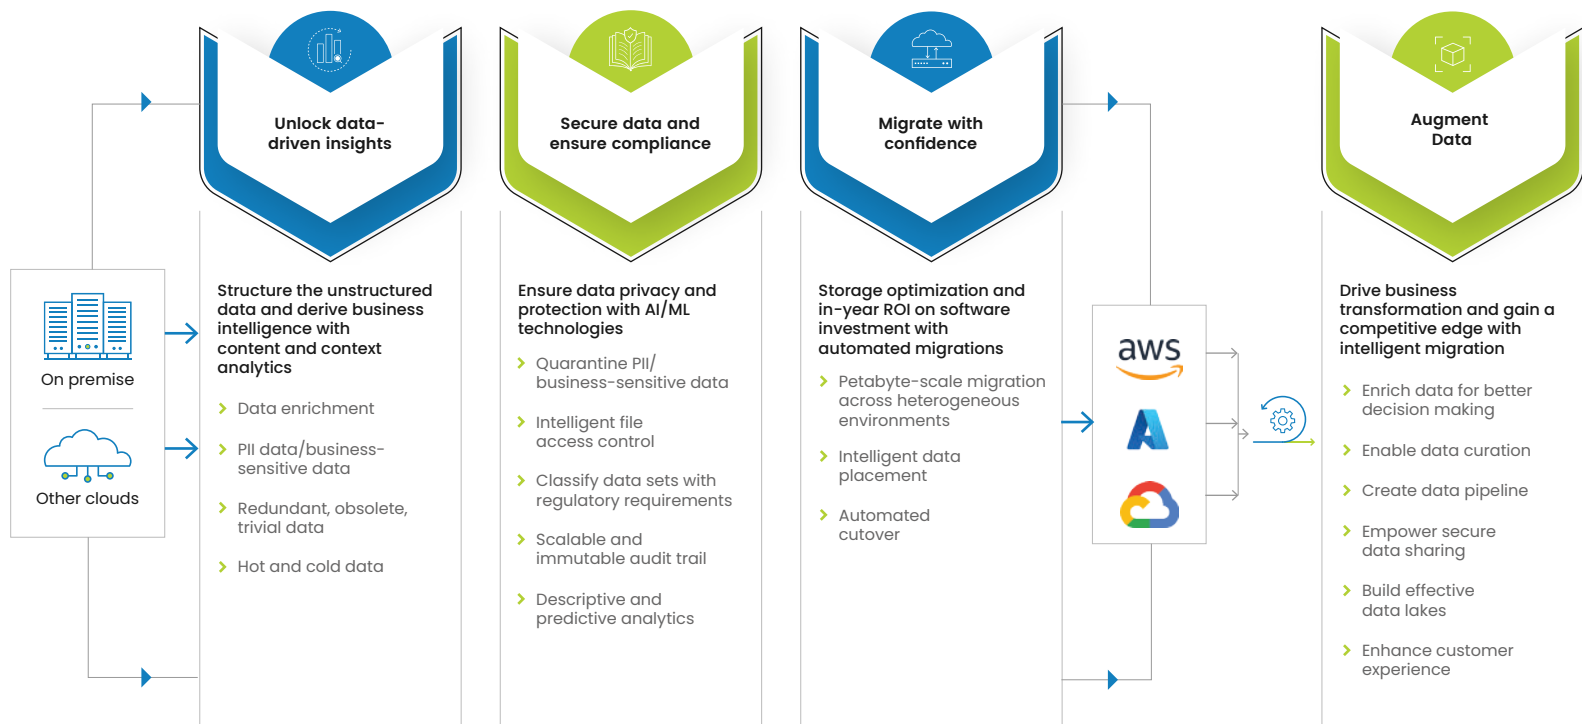 Unlock data-
driven insights
Secure data and
ensure compliance
Migrate with
confidence
Augment
Data
On premise
Other clouds
Structure the unstructured
data and derive business
intelligence with
content and context
analytics
Data enrichment
PII data/business-
sensitive data
Redundant, obsolete,
trivial data
Hot and cold data
Ensure data privacy and
protection with AI/ML
technologies
Quarantine PII/
business-sensitive data
Intelligent file
access control
Classify data sets with
regulatory requirements
Scalable and
immutable audit trail
Descriptive and
predictive analytics
Storage optimization and
in-year ROI on software
investment with
automated migrations
Petabyte-scale migration
across heterogeneous
environments
Intelligent data
placement
Automated
cutover
aws
Drive business
transformation and gain a
competitive edge with
intelligent migration
Enrich data for better
decision making
Enable data curation
Create data pipeline
Empower secure
data sharing
Build effective
data lakes
Enhance customer
experience